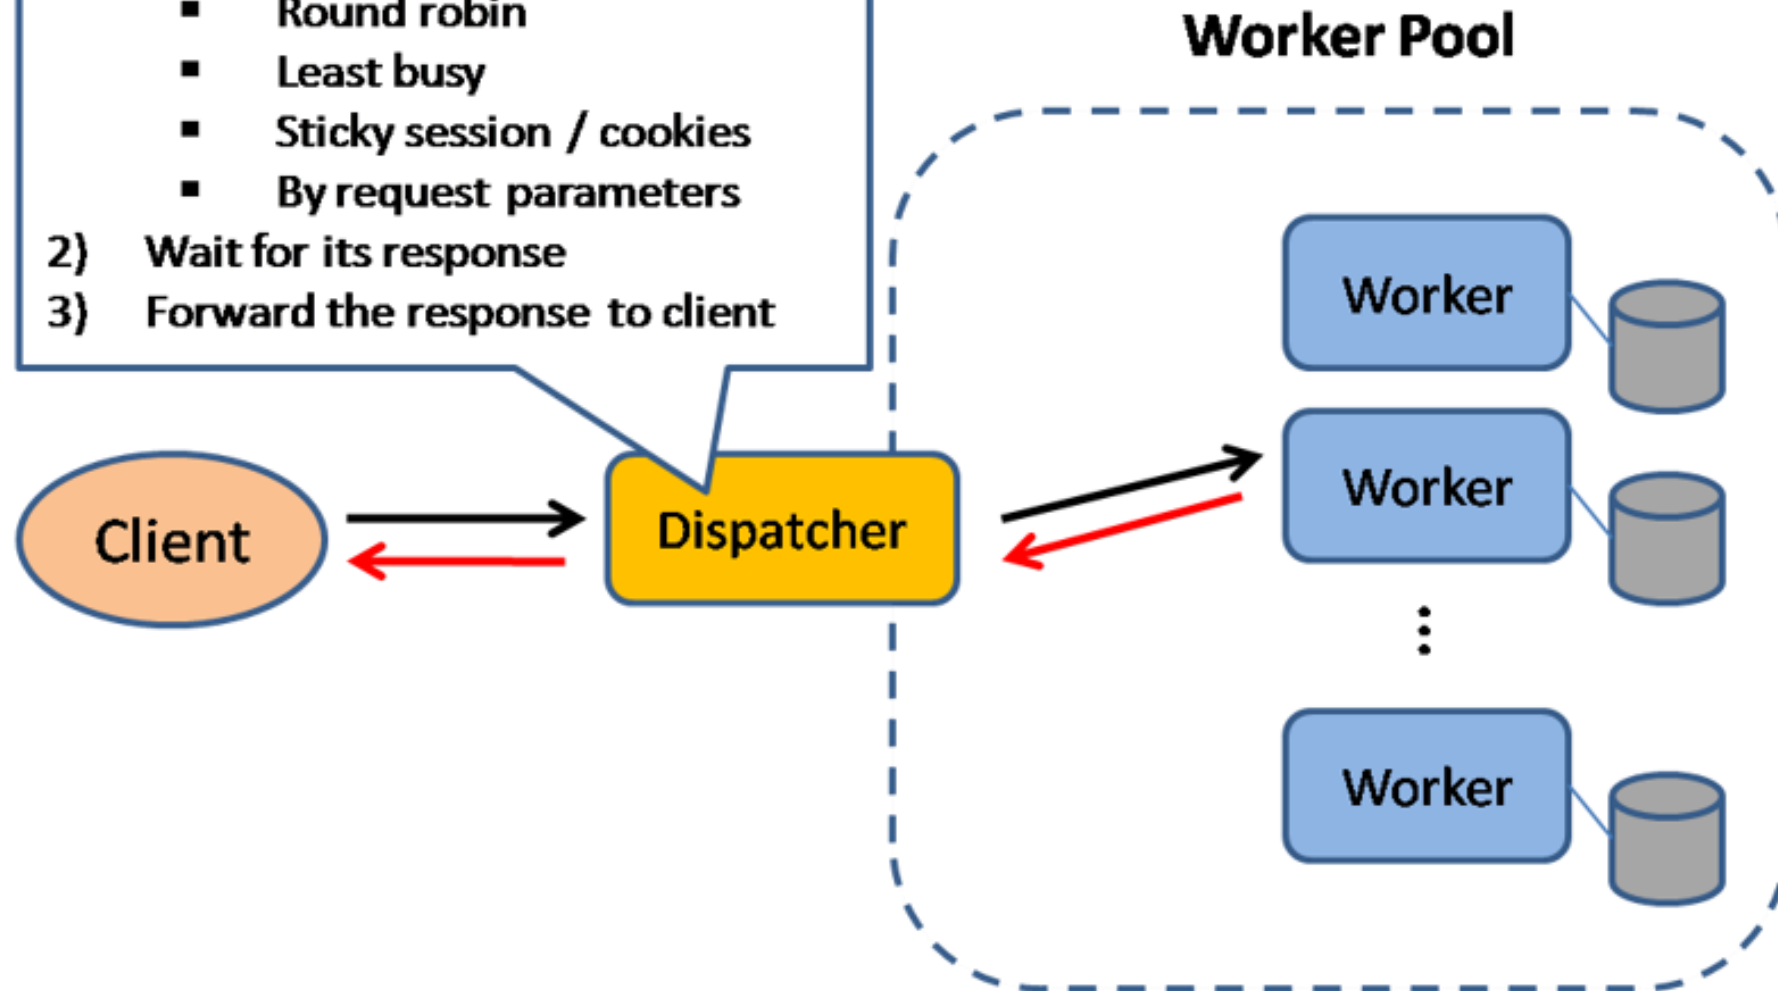 ▪ Round robin
▪ Least busy
▪ Sticky session / cookies
▪ By request parameters
2) Wait for its response
3) Forward the response to client
Worker Pool
Client
Dispatcher
Worker
Worker
Worker